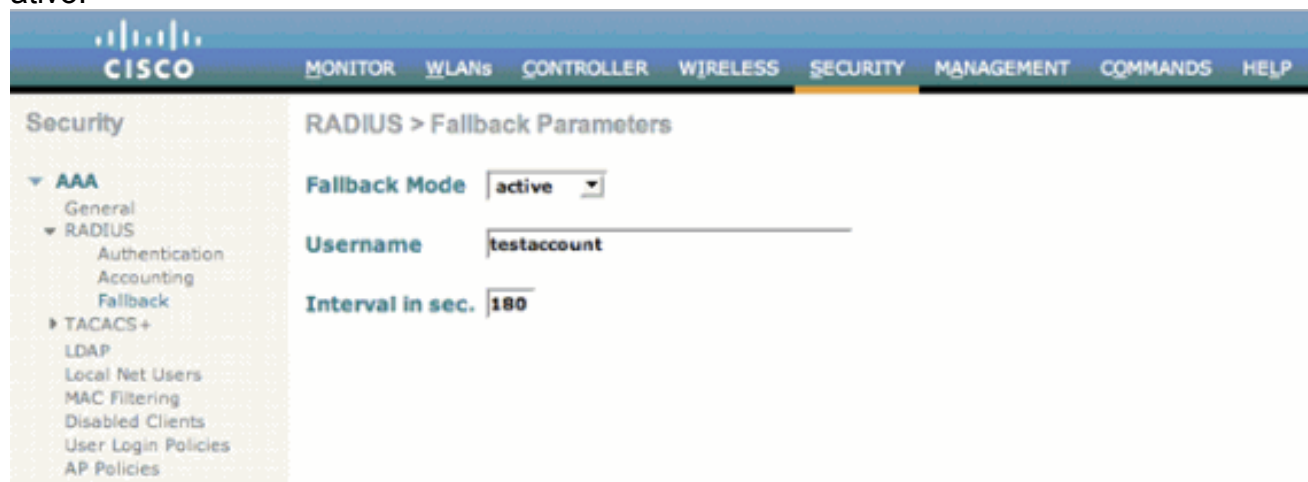 CISCO
MONITOR WLANs CONTROLLER WIRELESS SECURITY MANAGEMENT COMMANDS HELP
Security
AAA
General
RADIUS
Authentication
Accounting
Fallback
TACACS+
LDAP
Local Net Users
MAC Filtering
Disabled Clients
User Login Policies
AP Policies
RADIUS > Fallback Parameters
Fallback Mode active
Username testaccount
Interval in sec. 180